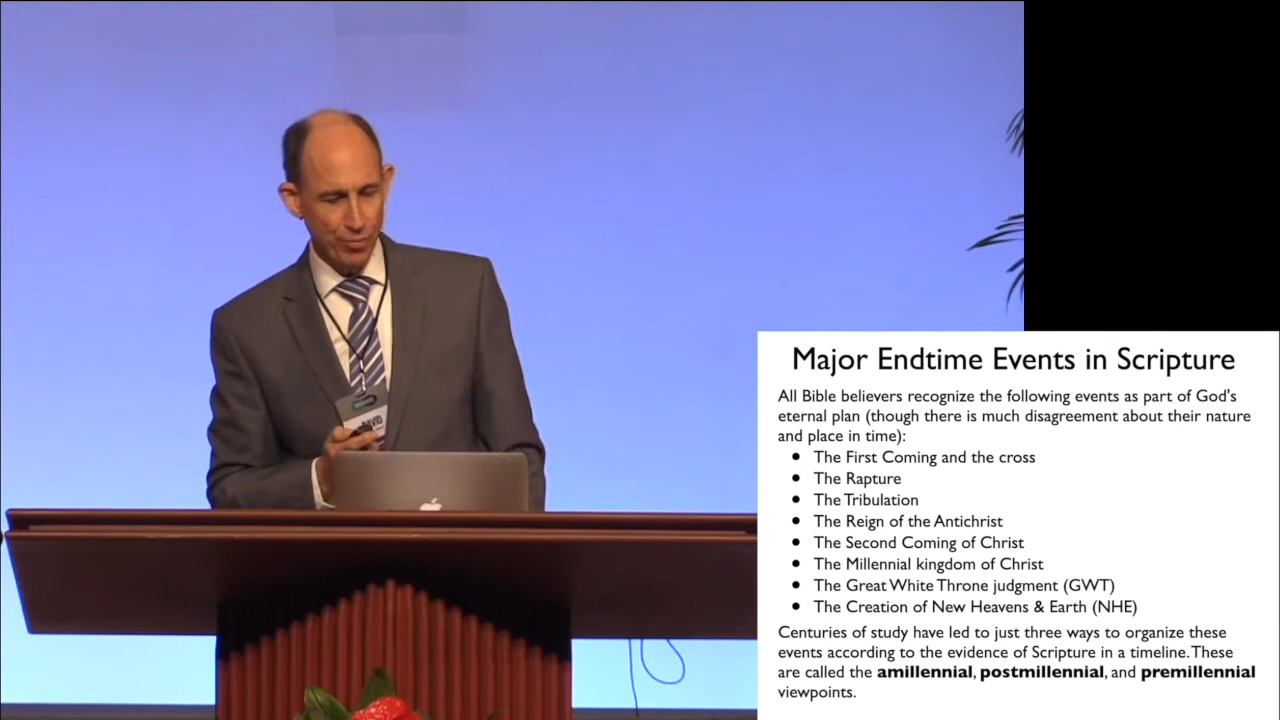 DAVID
Major Endtime Events in Scripture
All Bible believers recognize the following events as part of God's
eternal plan (though there is much disagreement about their nature
and place in time):
• The First Coming and the cross
• The Rapture
• The Tribulation
• The Reign of the Antichrist
• The Second Coming of Christ
• The Millennial kingdom of Christ
• The Great White Throne judgment (GWT)
• The Creation of New Heavens & Earth (NHE)
Centuries of study have led to just three ways to organize these
events according to the evidence of Scripture in a timeline. These
are called the amillennial, postmillennial, and premillennial
viewpoints.